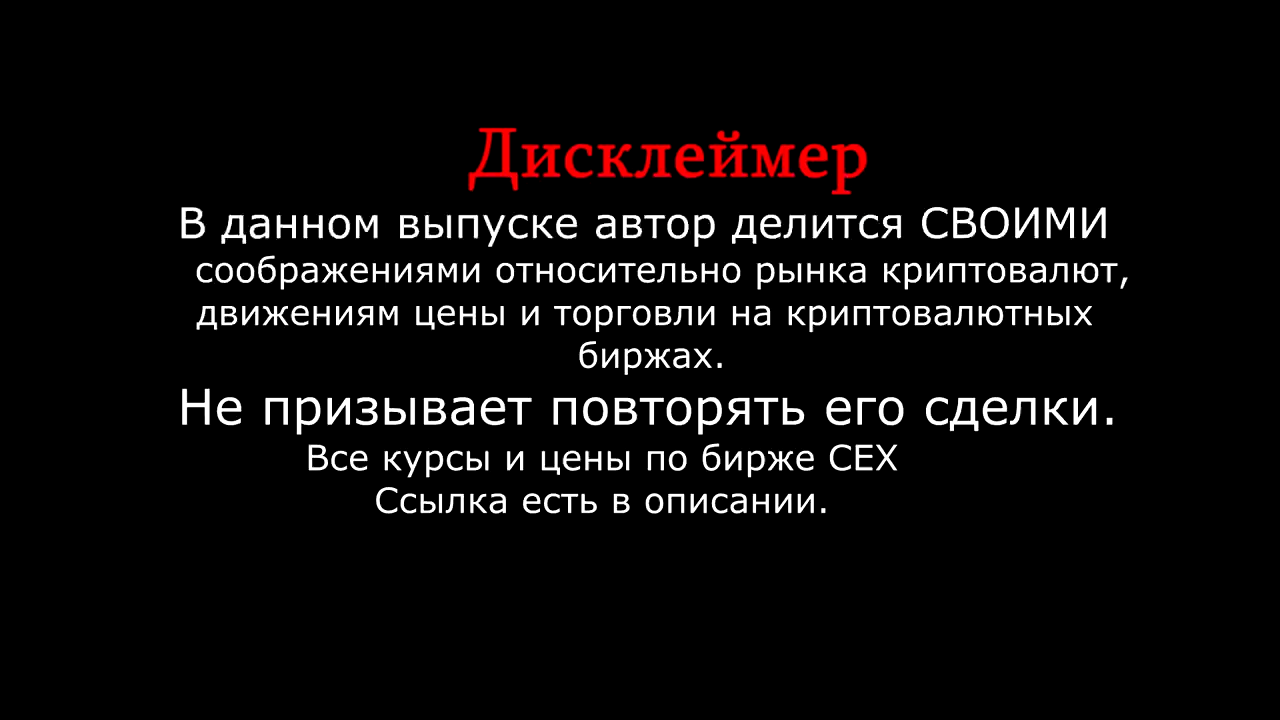 Дисклеймер
В данном выпуске автор делится СВОИМИ
соображениями относительно рынка криптовалют,
движениям цены и торговли на криптовалютных
биржах.
Не призывает повторять его сделки.
Все курсы и цены по бирже CEX
Ссылка есть в описании.